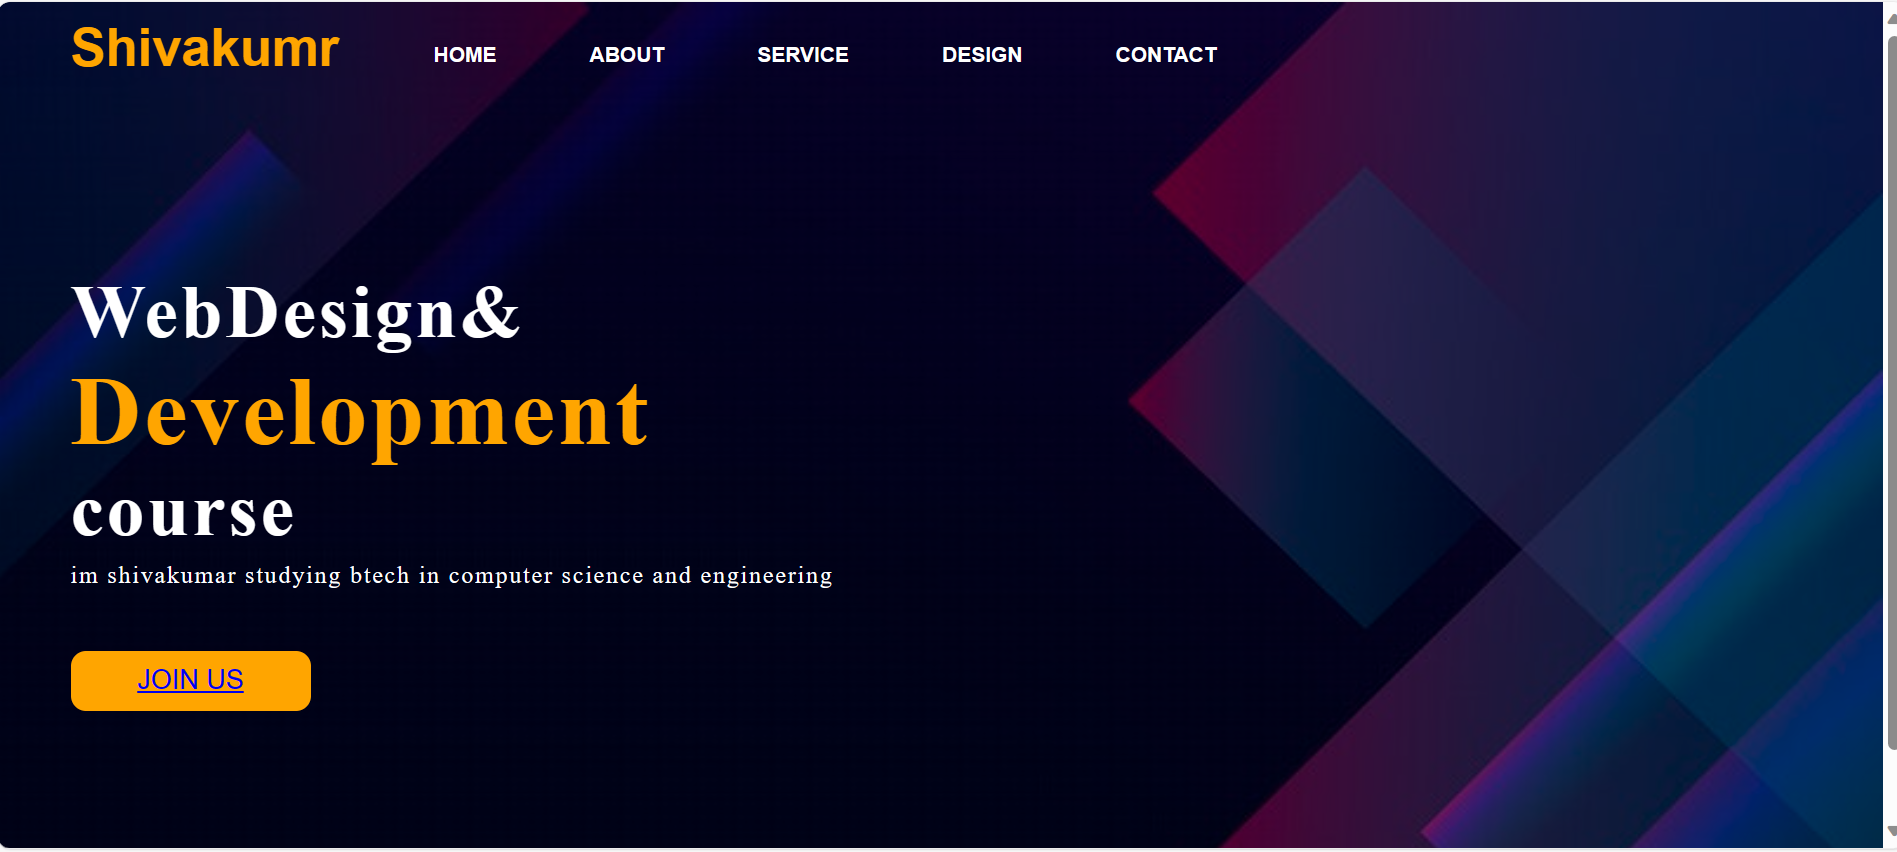 Shivakumr
HOME ABOUT SERVICE DESIGN CONTACT
WebDesign&
Development
course
im shivakumar studying btech in computer science and engineering
JOIN US